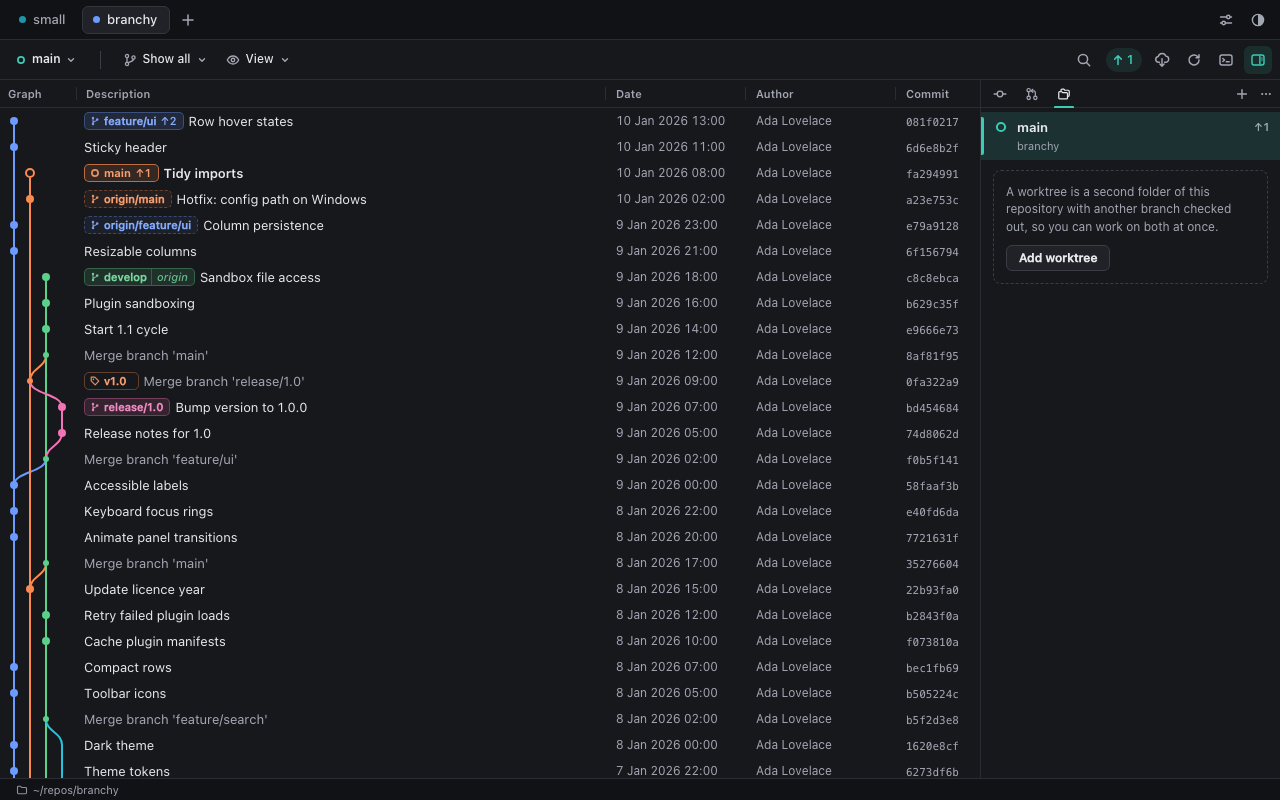 small branchy
main Show all View ↑1
Graph Description Date Author Commit
feature/ui ↑2 Row hover states 10 Jan 2026 13:00 Ada Lovelace 081f0217
Sticky header 10 Jan 2026 11:00 Ada Lovelace 6d6e8b2f
main ↑1 Tidy imports 10 Jan 2026 08:00 Ada Lovelace fa294991
origin/main Hotfix: config path on Windows 10 Jan 2026 02:00 Ada Lovelace a23e753c
origin/feature/ui Column persistence 9 Jan 2026 23:00 Ada Lovelace e79a9128
Resizable columns 9 Jan 2026 21:00 Ada Lovelace 6f156794
develop origin Sandbox file access 9 Jan 2026 18:00 Ada Lovelace c8c8ebca
Plugin sandboxing 9 Jan 2026 16:00 Ada Lovelace b629c35f
Start 1.1 cycle 9 Jan 2026 14:00 Ada Lovelace e9666e73
Merge branch 'main' 9 Jan 2026 12:00 Ada Lovelace 8af81f95
v1.0 Merge branch 'release/1.0' 9 Jan 2026 09:00 Ada Lovelace 0fa322a9
release/1.0 Bump version to 1.0.0 9 Jan 2026 07:00 Ada Lovelace bd454684
Release notes for 1.0 9 Jan 2026 05:00 Ada Lovelace 74d8062d
Merge branch 'feature/ui' 9 Jan 2026 02:00 Ada Lovelace f0b5f141
Accessible labels 9 Jan 2026 00:00 Ada Lovelace 58faaf3b
Keyboard focus rings 8 Jan 2026 22:00 Ada Lovelace e40fd6da
Animate panel transitions 8 Jan 2026 20:00 Ada Lovelace 7721631f
Merge branch 'main' 8 Jan 2026 17:00 Ada Lovelace 35276604
Update licence year 8 Jan 2026 15:00 Ada Lovelace 22b93fa0
Retry failed plugin loads 8 Jan 2026 12:00 Ada Lovelace b2843f0a
Cache plugin manifests 8 Jan 2026 10:00 Ada Lovelace f073810a
Compact rows 8 Jan 2026 07:00 Ada Lovelace bec1fb69
Toolbar icons 8 Jan 2026 05:00 Ada Lovelace b505224c
Merge branch 'feature/search' 8 Jan 2026 02:00 Ada Lovelace b5f2d3e8
Dark theme 8 Jan 2026 00:00 Ada Lovelace 1620e8cf
Theme tokens 7 Jan 2026 22:00 Ada Lovelace 6273df6b
main ↑1
branchy
A worktree is a second folder of this
repository with another branch checked
out, so you can work on both at once.
Add worktree
~/repos/branchy